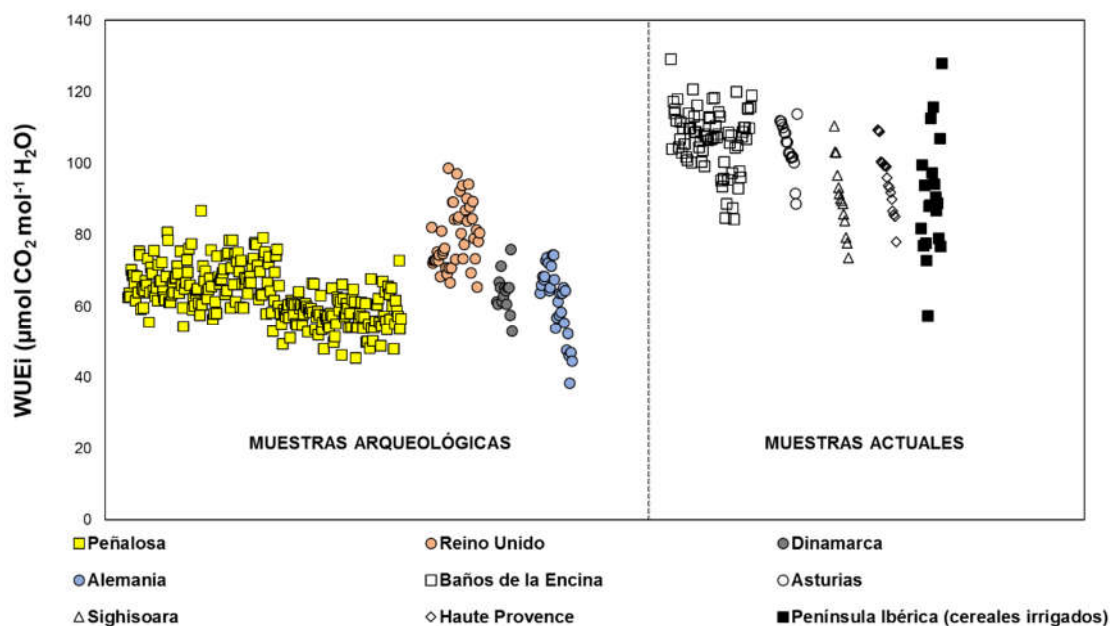 140
120
100
80
60
40
20
0
WUEi (µmol CO₂ mol⁻¹ H₂O)
MUESTRAS ARQUEOLÓGICAS
MUESTRAS ACTUALES
Peñalosa
Reino Unido
Dinamarca
Alemania
Baños de la Encina
Asturias
Sighisoara
Haute Provence
Península Ibérica (cereales irrigados)